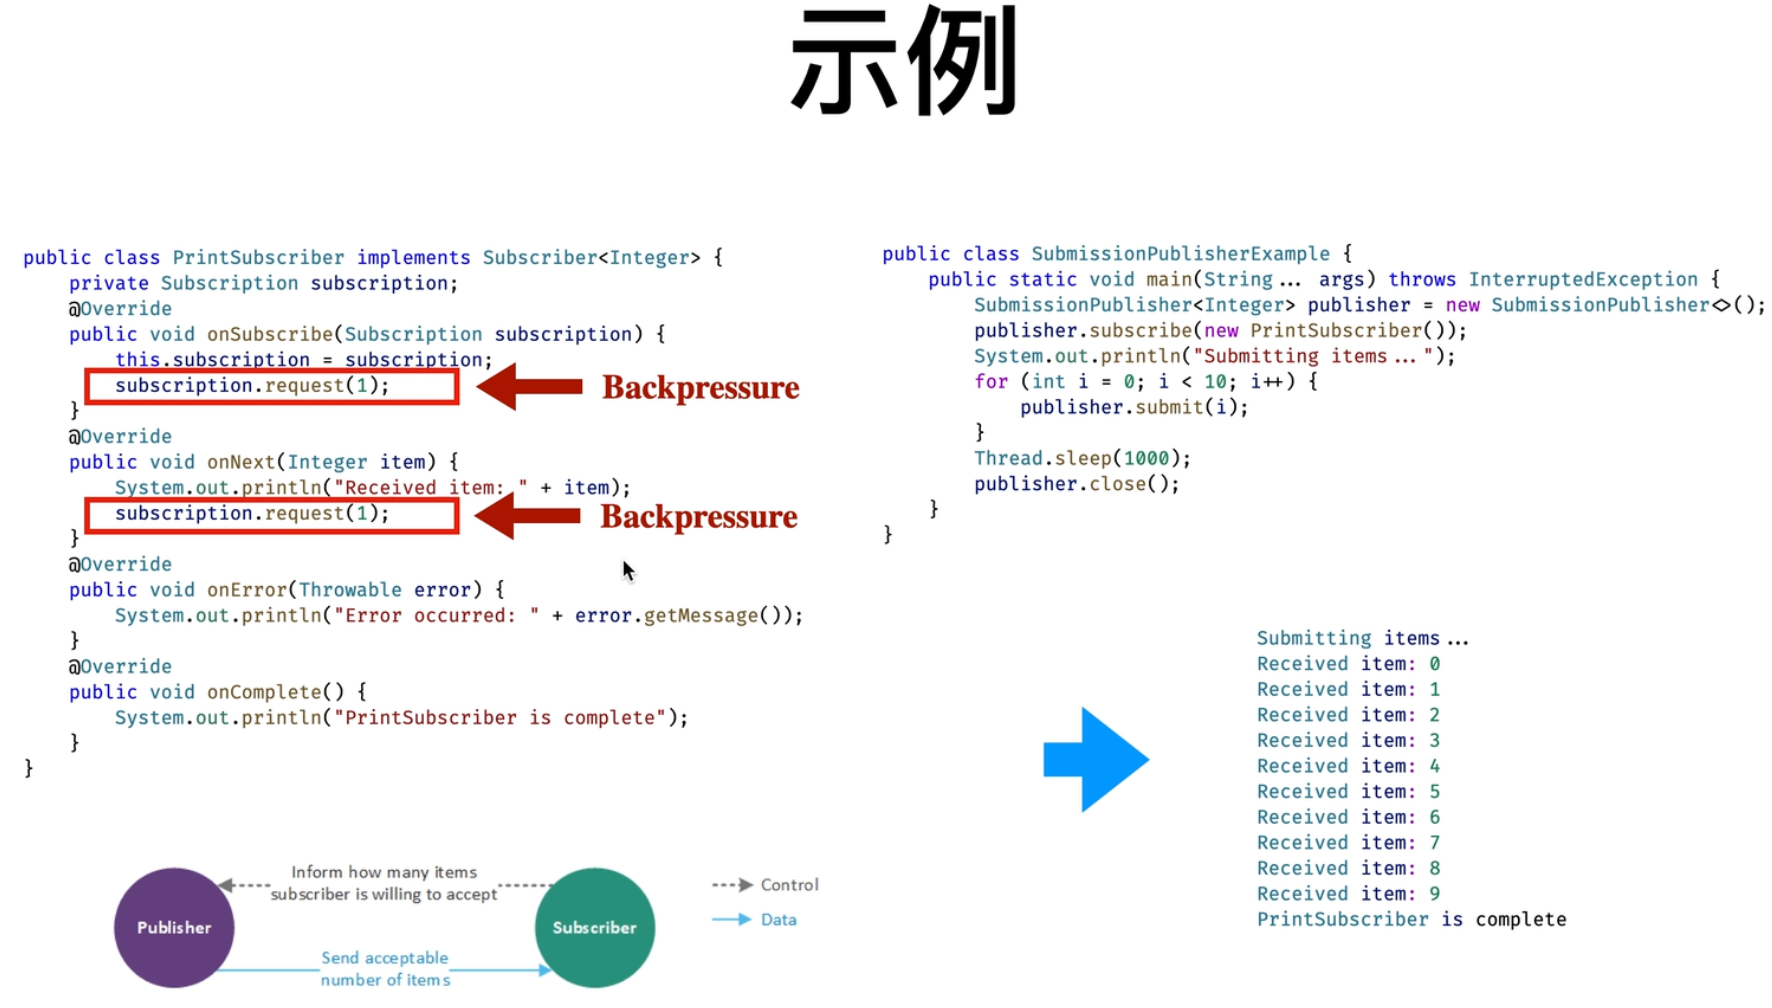 示例
public class PrintSubscriber implements Subscriber<Integer> {
    private Subscription subscription;
    @Override
    public void onSubscribe(Subscription subscription) {
        this.subscription = subscription;
        subscription.request(1);
Backpressure
    }
    @Override
    public void onNext(Integer item) {
        System.out.println("Received item: " + item);
        subscription.request(1);
Backpressure
    }
    @Override
    public void onError(Throwable error) {
        System.out.println("Error occurred: " + error.getMessage());
    }
    @Override
    public void onComplete() {
        System.out.println("PrintSubscriber is complete");
    }
}
public class SubmissionPublisherExample {
    public static void main(String... args) throws InterruptedException {
        SubmissionPublisher<Integer> publisher = new SubmissionPublisher<>();
        publisher.subscribe(new PrintSubscriber());
        System.out.println("Submitting items...");
        for (int i = 0; i < 10; i++) {
            publisher.submit(i);
        }
        Thread.sleep(1000);
        publisher.close();
    }
}
Submitting items...
Received item: 0
Received item: 1
Received item: 2
Received item: 3
Received item: 4
Received item: 5
Received item: 6
Received item: 7
Received item: 8
Received item: 9
PrintSubscriber is complete
Publisher
Inform how many items
subscriber is willing to accept
Send acceptable
number of items
Subscriber
Control
Data